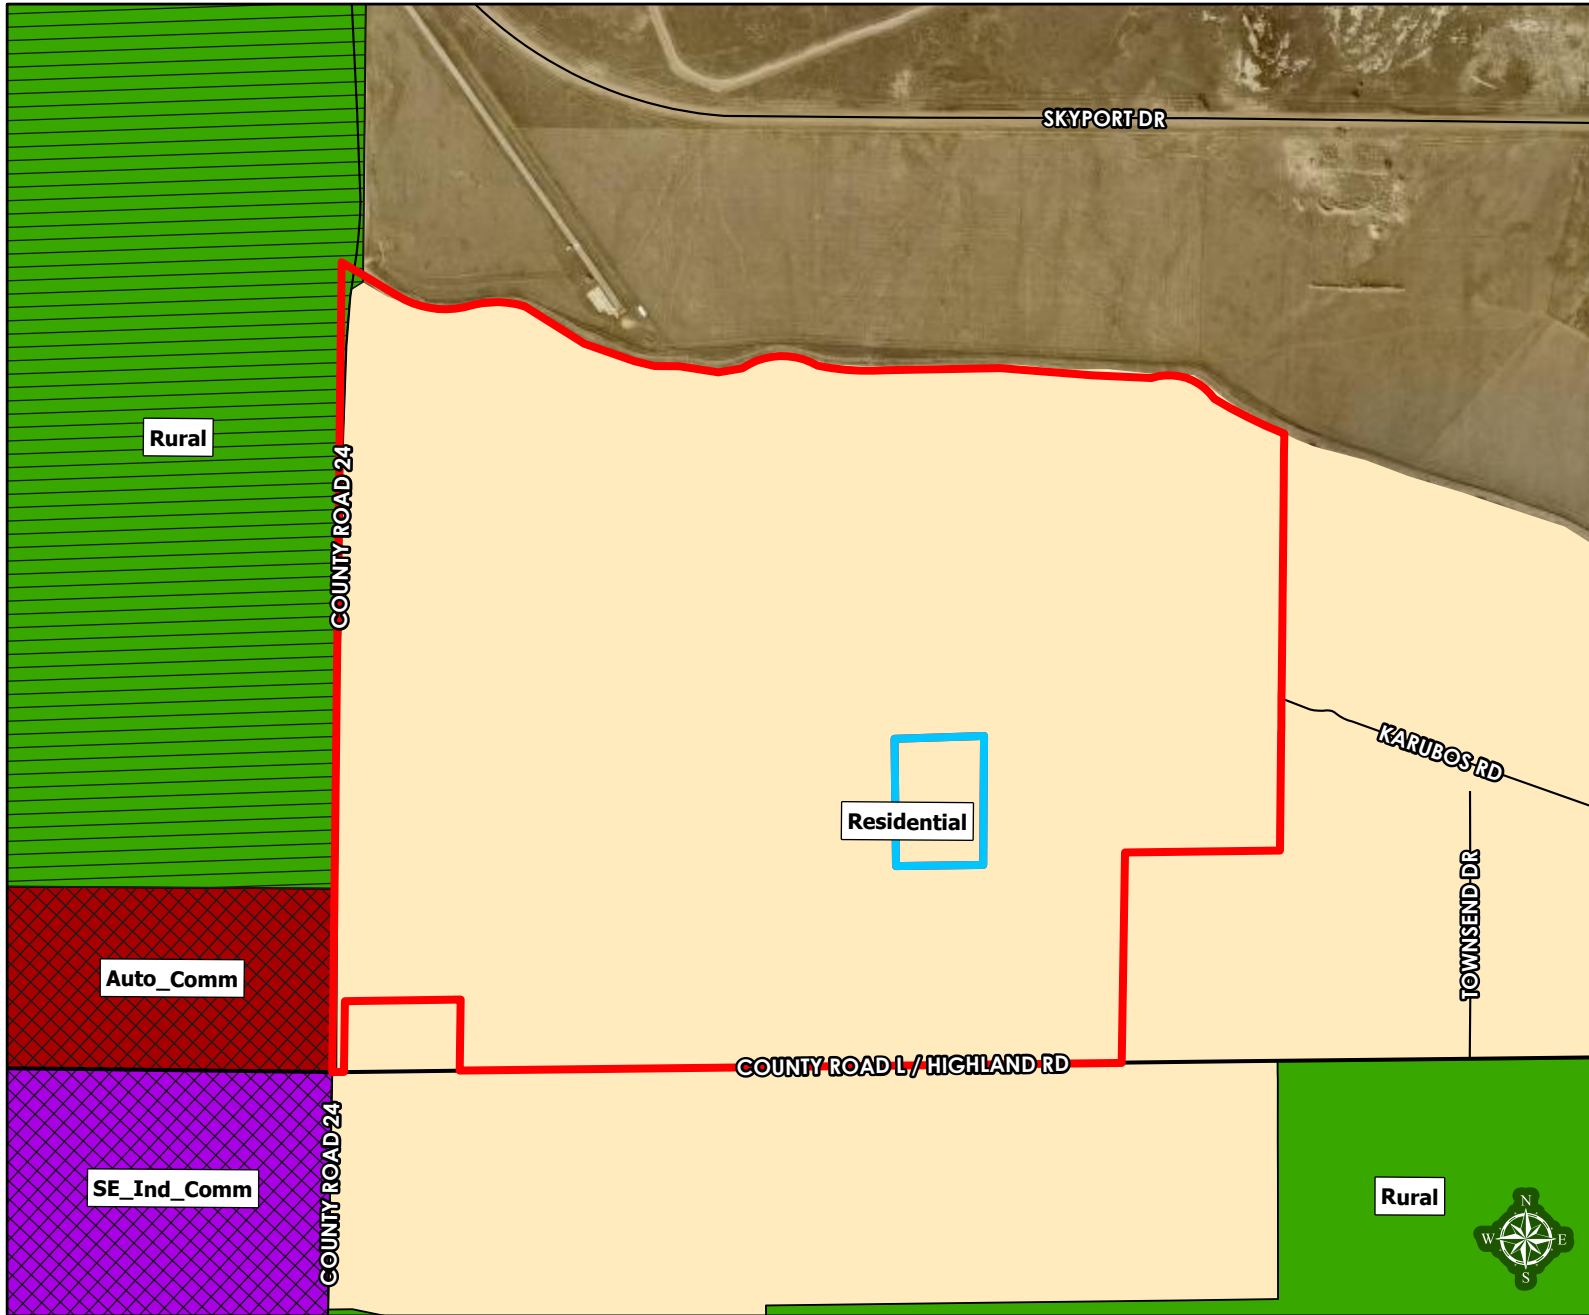 SKYPORT DR
Rural
COUNTY ROAD 24
KARUBOS RD
Residential
TOWNSEND DR
Auto_Comm
COUNTY ROAD L / HIGHLAND RD
COUNTY ROAD 24
SE_Ind_Comm
Rural
N
W E
S